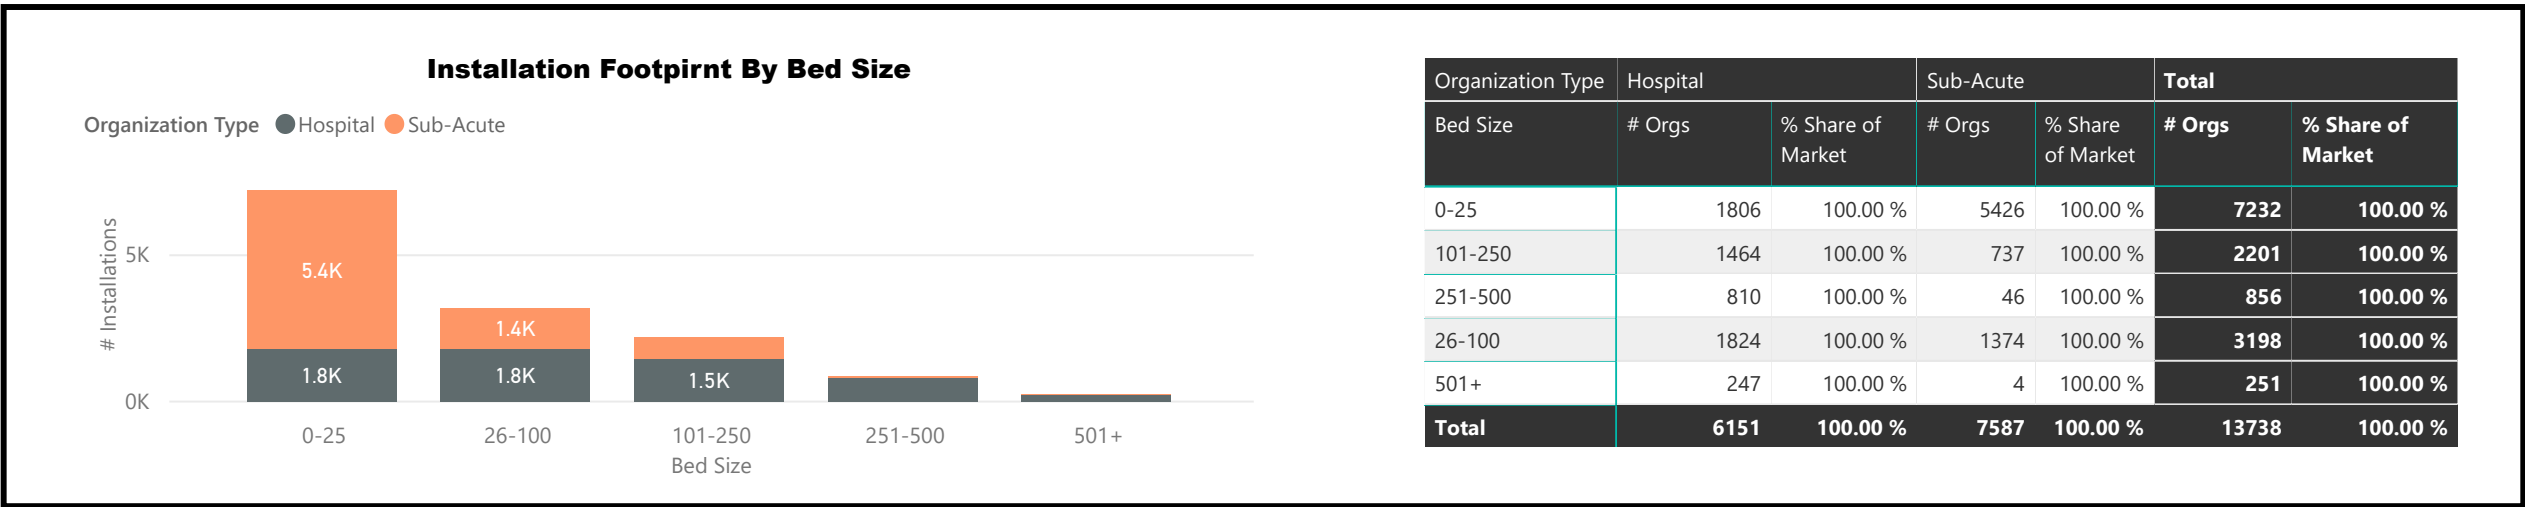 Installation Footpirnt By Bed Size
Organization Type Hospital Sub-Acute
# Installations
5K
0K
5.4K
1.8K
1.4K
1.8K
1.5K
0-25 26-100 101-250 251-500 501+
Bed Size
Organization Type Hospital Sub-Acute Total
Bed Size # Orgs % Share of Market # Orgs % Share of Market # Orgs % Share of Market
0-25 1806 100.00 % 5426 100.00 % 7232 100.00 %
101-250 1464 100.00 % 737 100.00 % 2201 100.00 %
251-500 810 100.00 % 46 100.00 % 856 100.00 %
26-100 1824 100.00 % 1374 100.00 % 3198 100.00 %
501+ 247 100.00 % 4 100.00 % 251 100.00 %
Total 6151 100.00 % 7587 100.00 % 13738 100.00 %